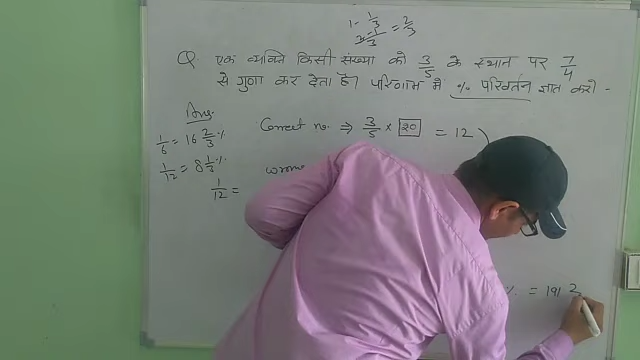 1 - 1/3 = 2/3
3-1/3
Q. एक व्यक्ति किसी संख्या को 3/5 के स्थान पर 7/4
से गुणा कर देता है। परिणाम में % परिवर्तन ज्ञात करो -
Ans.
1/6 = 16 2/3 %
Correct n. ⇒ 3/5 × 20 = 12
1/12 = 8 1/3 %
1/12 =
% = 191 2